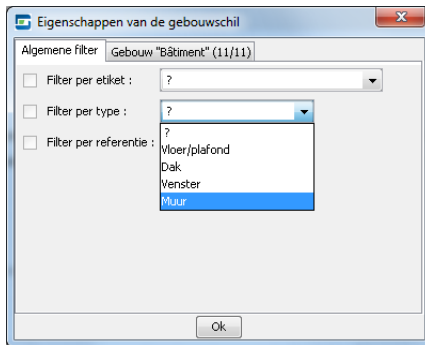 Eigenschappen van de gebouwschil
Algemene filter
Gebouw "Bâtiment" (11/11)
Filter per etiket : ?
Filter per type : ?
?
Filter per referentie :
Vloer/plafond
Dak
Venster
Muur
Ok